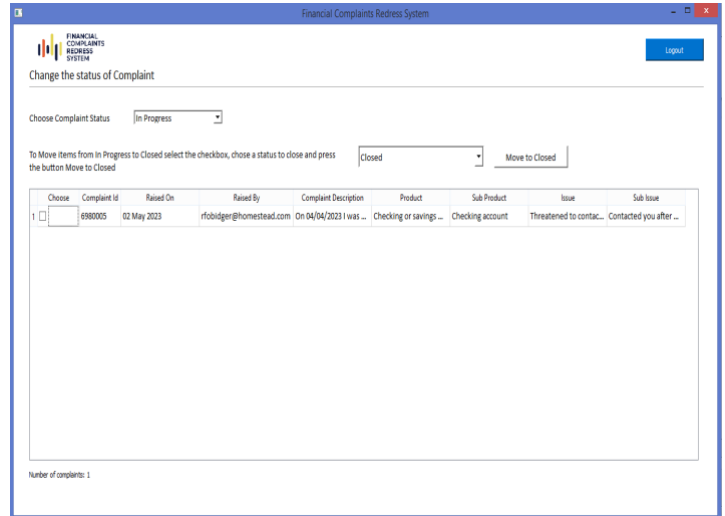 Financial Complaints Redress System
FINANCIAL
COMPLAINTS
REDRESS
SYSTEM
Logout
Change the status of Complaint
Choose Complaint Status In Progress
To Move items from In Progress to Closed select the checkbox, chose a status to close and press
the button Move to Closed
Closed Move to Closed
Choose Complaint Id Raised On Raised By Complaint Description Product Sub Product Issue Sub Issue
1 6980005 02 May 2023 rfobidger@homestead.com On 04/04/2023 I was ... Checking or savings ... Checking account Threatened to contac... Contacted you after ...
Number of complaints: 1